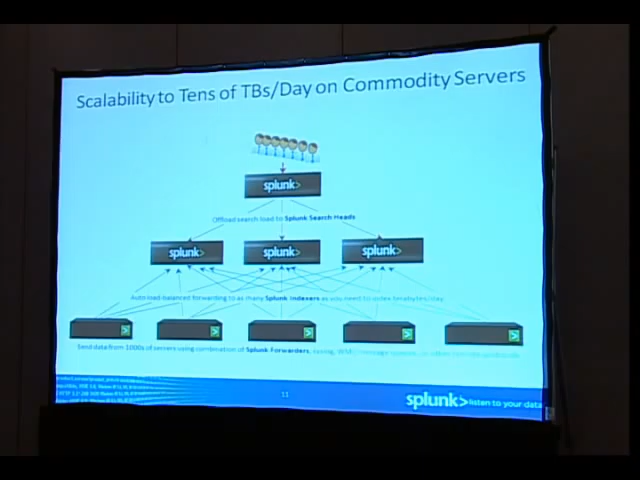 Scalability to Tens of TBs/Day on Commodity Servers
splunk>
Offload search load to Splunk Search Heads
splunk> splunk> splunk>
Auto load-balanced forwarding to as many Splunk Indexers as you need to index terabytes/day
Send data from 1000s of servers using combination of Splunk Forwarders,
11
splunk> listen to your data